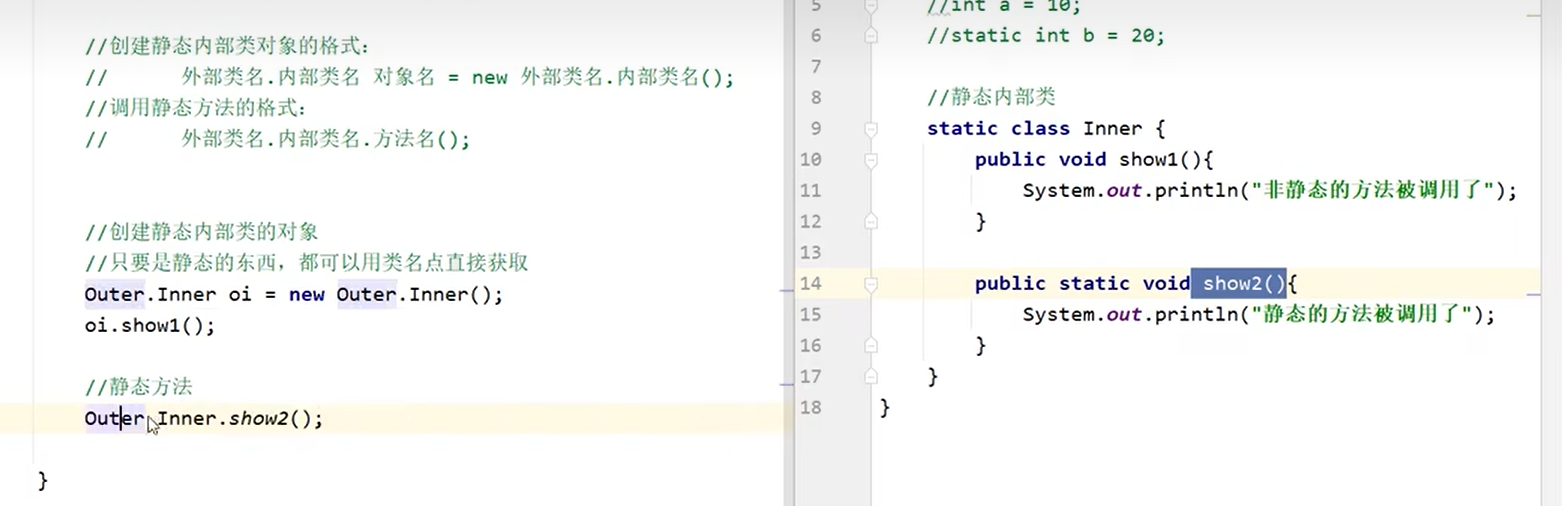 //创建静态内部类对象的格式：
// 外部类名.内部类名 对象名 = new 外部类名.内部类名();
//调用静态方法的格式：
// 外部类名.内部类名.方法名();
//创建静态内部类的对象
//只要是静态的东西，都可以用类名点直接获取
Outer.Inner oi = new Outer.Inner();
oi.show1();
//静态方法
Outer.Inner.show2();
}
5 //int a = 10;
6 //static int b = 20;
7
8 //静态内部类
9 static class Inner {
10 public void show1(){
11 System.out.println("非静态的方法被调用了");
12 }
13
14 public static void show2(){
15 System.out.println("静态的方法被调用了");
16 }
17 }
18 }